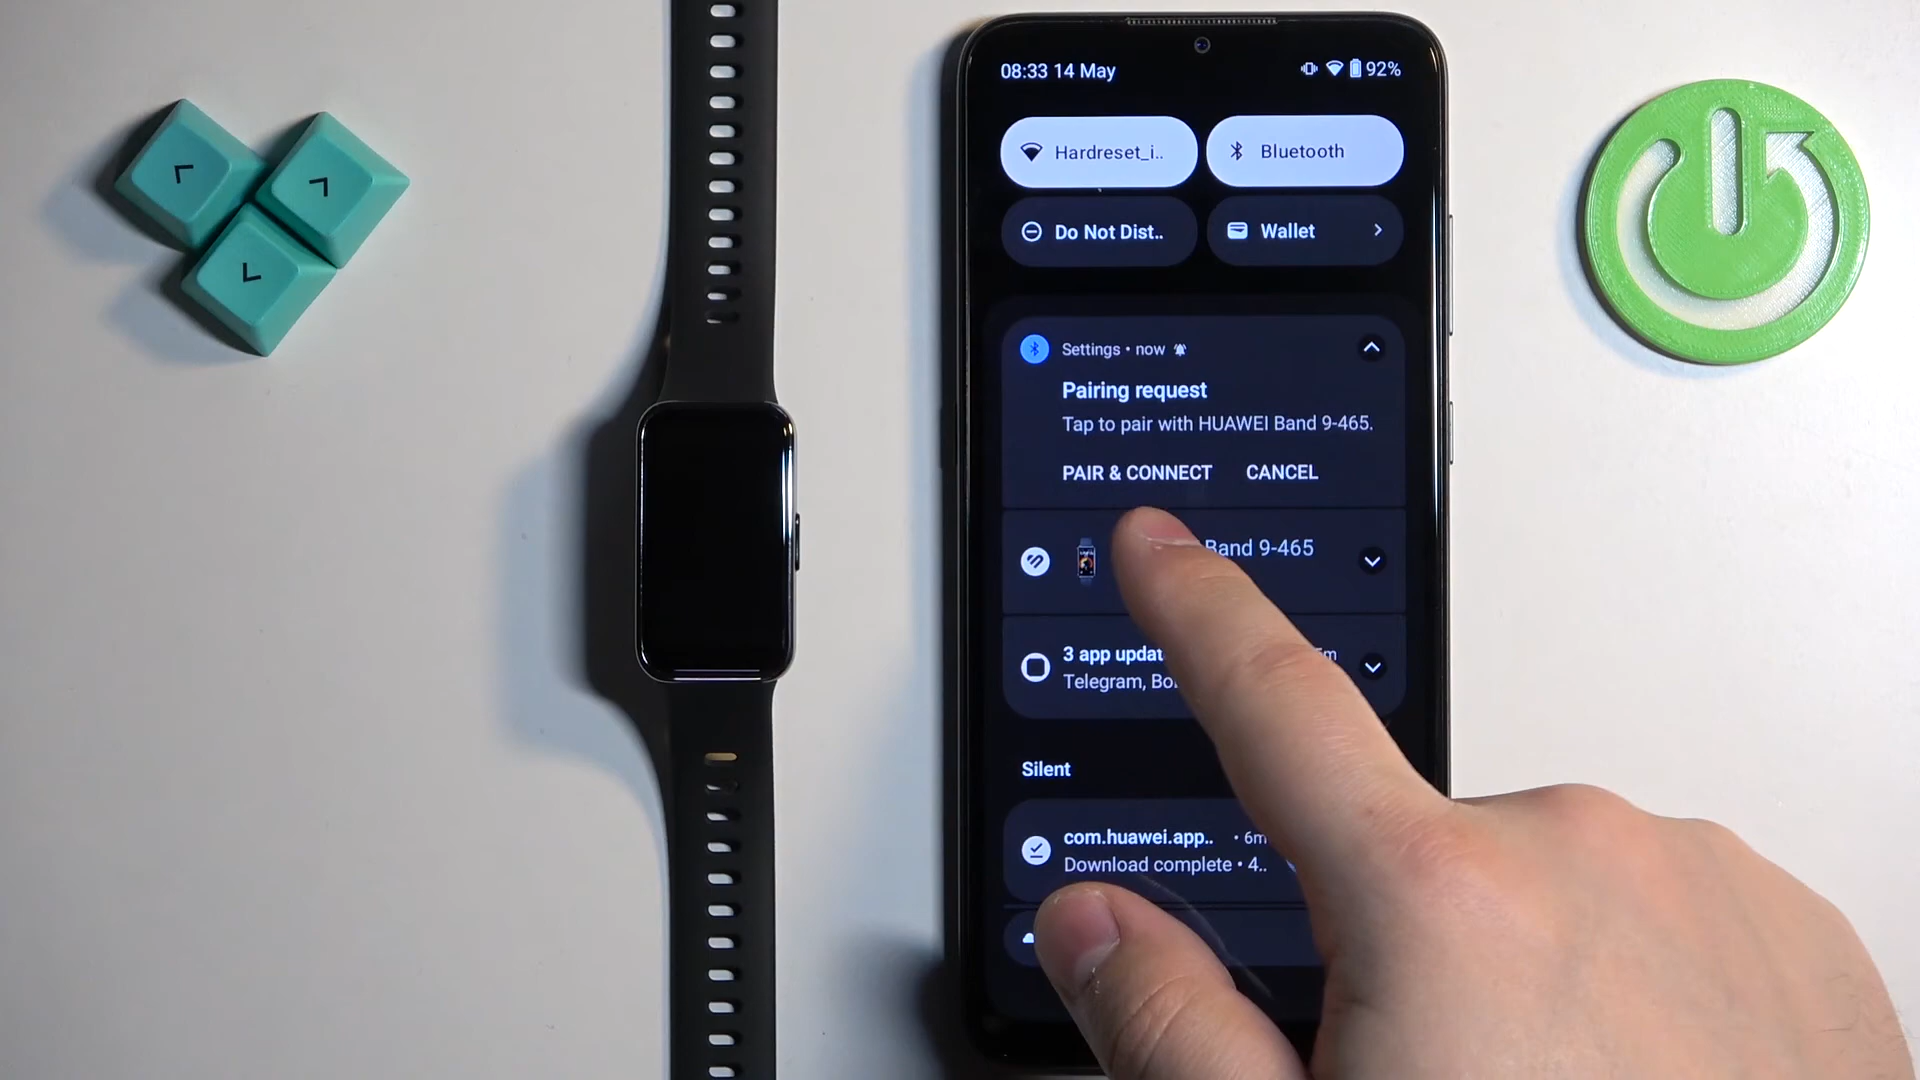 08:33 14 May
92%
Hardreset_i..
Bluetooth
Do Not Dist..
Wallet
Settings • now
Pairing request
Tap to pair with HUAWEI Band 9-465.
PAIR & CONNECT CANCEL
Band 9-465
3 app updat
Telegram,
Silent
com.huawei.app.. • 6m
Download complete • 4..